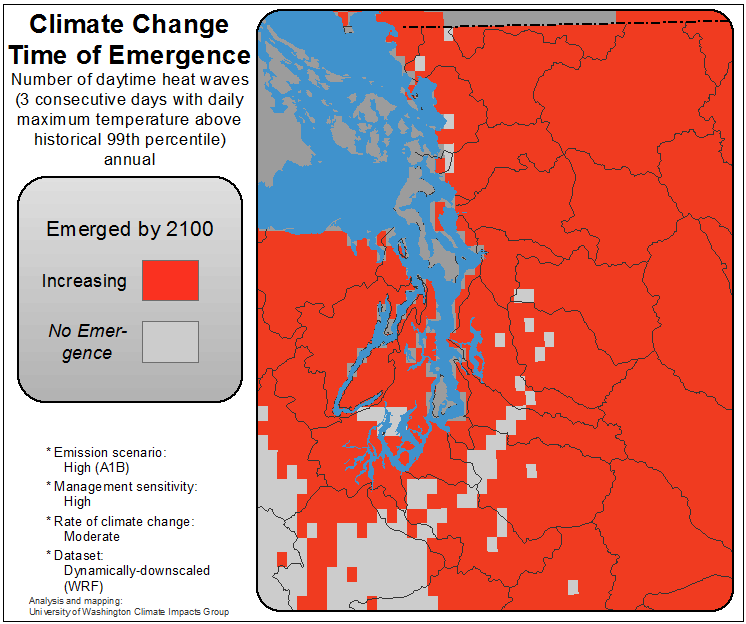 Climate Change
Time of Emergence
Number of daytime heat waves
(3 consecutive days with daily
maximum temperature above
historical 99th percentile)
annual
Emerged by 2100
Increasing
No Emer-
gence
* Emission scenario:
High (A1B)
* Management sensitivity:
High
* Rate of climate change:
Moderate
* Dataset:
Dynamically-downscaled
(WRF)
Analysis and mapping:
University of Washington Climate Impacts Group